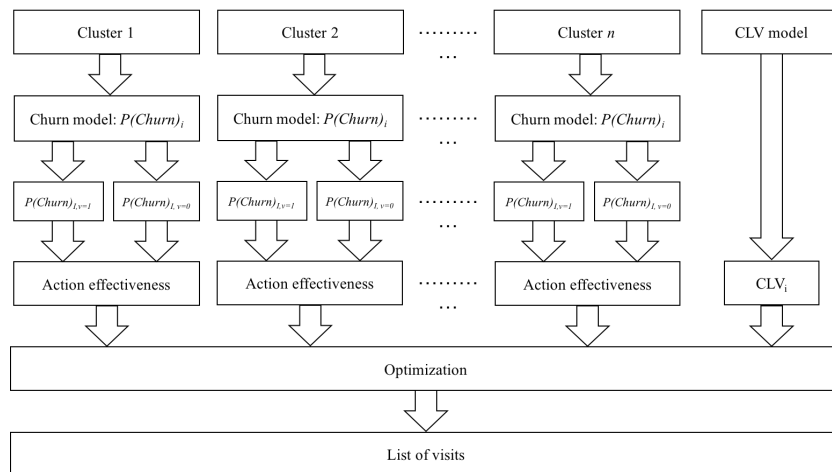 Cluster 1
Cluster 2
.........
...
Cluster n
CLV model
Churn model: P(Churn)i
Churn model: P(Churn)i
.........
Churn model: P(Churn)i
P(Churn)I,v=1
P(Churn)I, v=0
P(Churn)I,v=1
P(Churn)I, v=0
.........
...
P(Churn)I,v=1
P(Churn)I, v=0
Action effectiveness
Action effectiveness
.........
...
Action effectiveness
CLVi
Optimization
List of visits